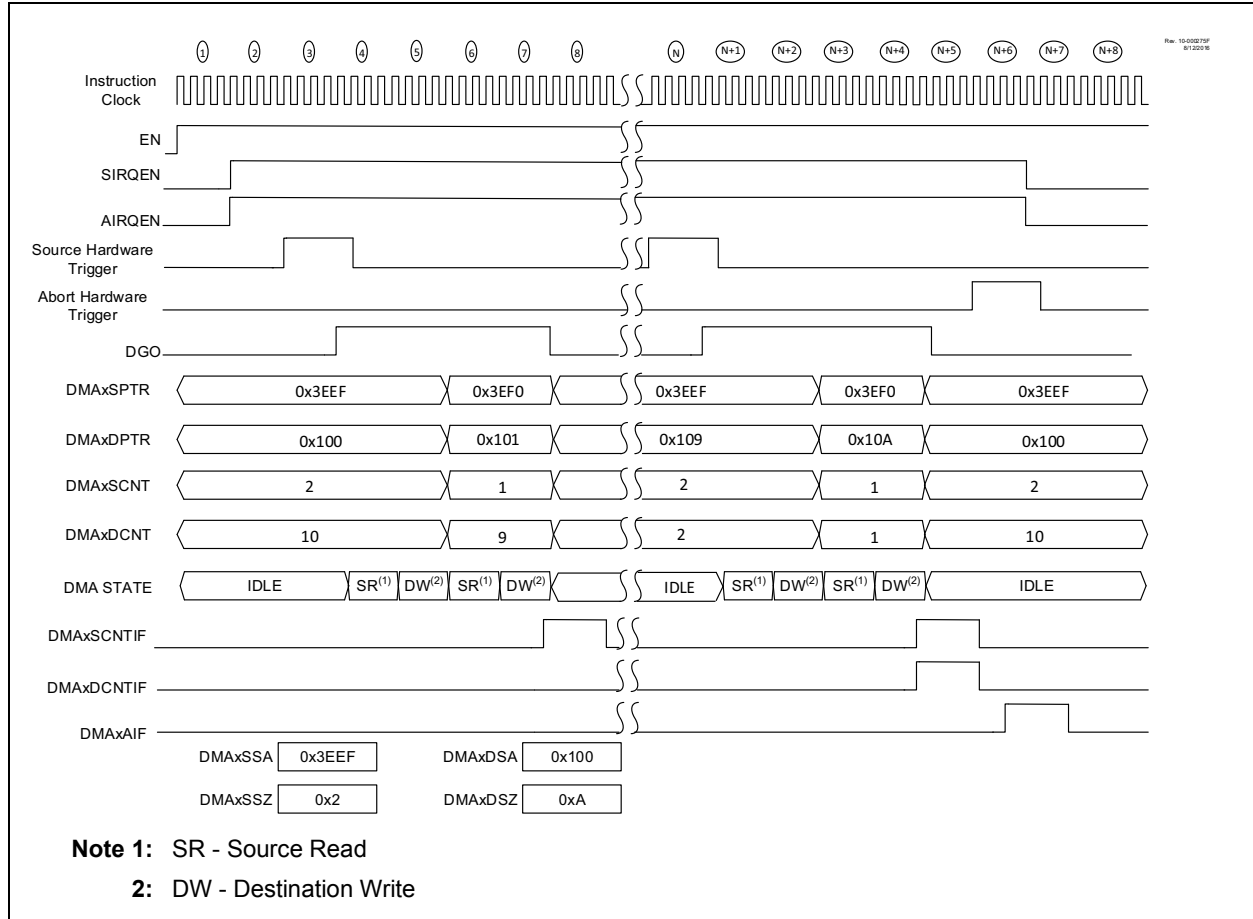 Rev. 10-000275F
8/12/2016
1 2 3 4 5 6 7 8 N N+1 N+2 N+3 N+4 N+5 N+6 N+7 N+8
Instruction
Clock
EN
SIRQEN
AIRQEN
Source Hardware
Trigger
Abort Hardware
Trigger
DGO
DMAxSPTR 0x3EEF 0x3EF0 0x3EEF 0x3EF0 0x3EEF
DMAxDPTR 0x100 0x101 0x109 0x10A 0x100
DMAxSCNT 2 1 2 1 2
DMAxDCNT 10 9 2 1 10
DMA STATE IDLE SR(1) DW(2) SR(1) DW(2) IDLE SR(1) DW(2) SR(1) DW(2) IDLE
DMAxSCNTIF
DMAxDCNTIF
DMAxAIF
DMAxSSA 0x3EEF DMAxDSA 0x100
DMAxSSZ 0x2 DMAxDSZ 0xA
Note 1: SR - Source Read
2: DW - Destination Write